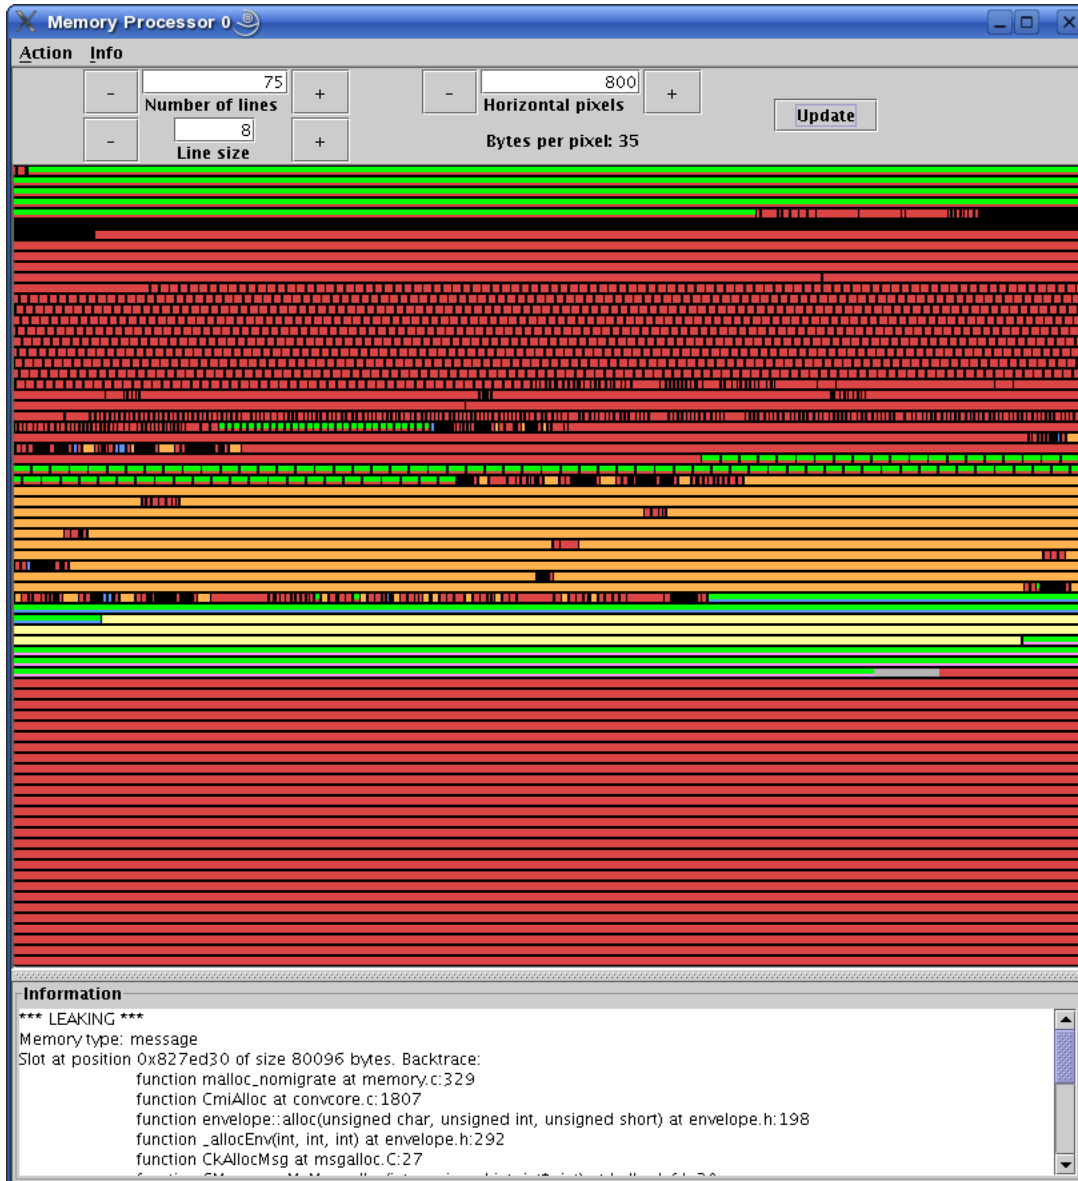 Memory Processor 0
Action Info
- 75 + - 800 +
Number of lines Horizontal pixels
Update
- 8 + Bytes per pixel: 35
Line size
Information
*** LEAKING ***
Memory type: message
Slot at position 0x827ed30 of size 80096 bytes. Backtrace:
function malloc_nomigrate at memory.c:329
function CmiAlloc at convcore.c:1807
function envelope::alloc(unsigned char, unsigned int, unsigned short) at envelope.h:198
function _allocEnv(int, int, int) at envelope.h:292
function CkAllocMsg at msgalloc.C:27